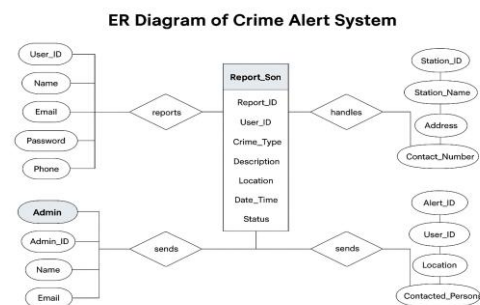 ER Diagram of Crime Alert System
User_ID
Name
Email
Password
Phone
reports
Report_Son
Report_ID
User_ID
Crime_Type
Description
Location
Date_Time
Status
handles
Station_ID
Station_Name
Address
Contact_Number
Admin
Admin_ID
Name
Email
sends
sends
Alert_ID
User_ID
Location
Contacted_Person